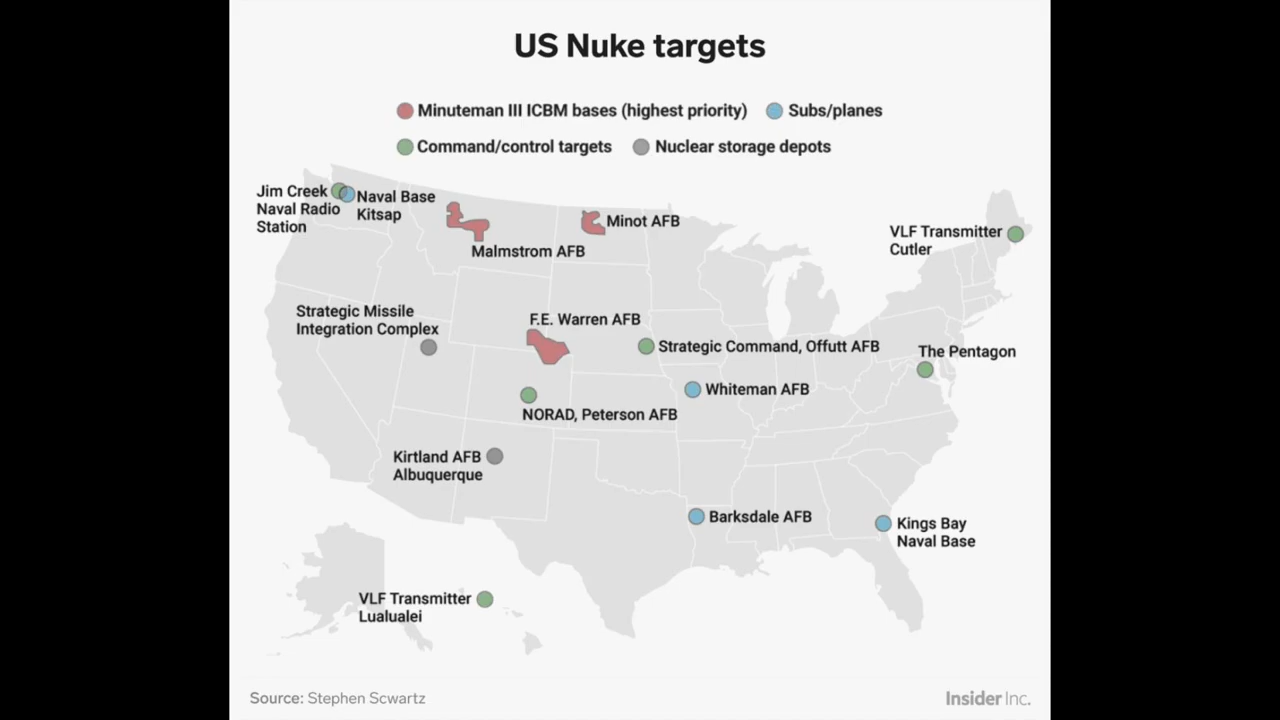 US Nuke targets
Minuteman III ICBM bases (highest priority)
Subs/planes
Command/control targets
Nuclear storage depots
Jim Creek
Naval Radio
Station
Naval Base
Kitsap
Malmstrom AFB
Minot AFB
VLF Transmitter
Cutler
Strategic Missile
Integration Complex
F.E. Warren AFB
Strategic Command, Offutt AFB
The Pentagon
Whiteman AFB
NORAD, Peterson AFB
Kirtland AFB
Albuquerque
Barksdale AFB
Kings Bay
Naval Base
VLF Transmitter
Lualualei
Source: Stephen Scwartz
Insider Inc.